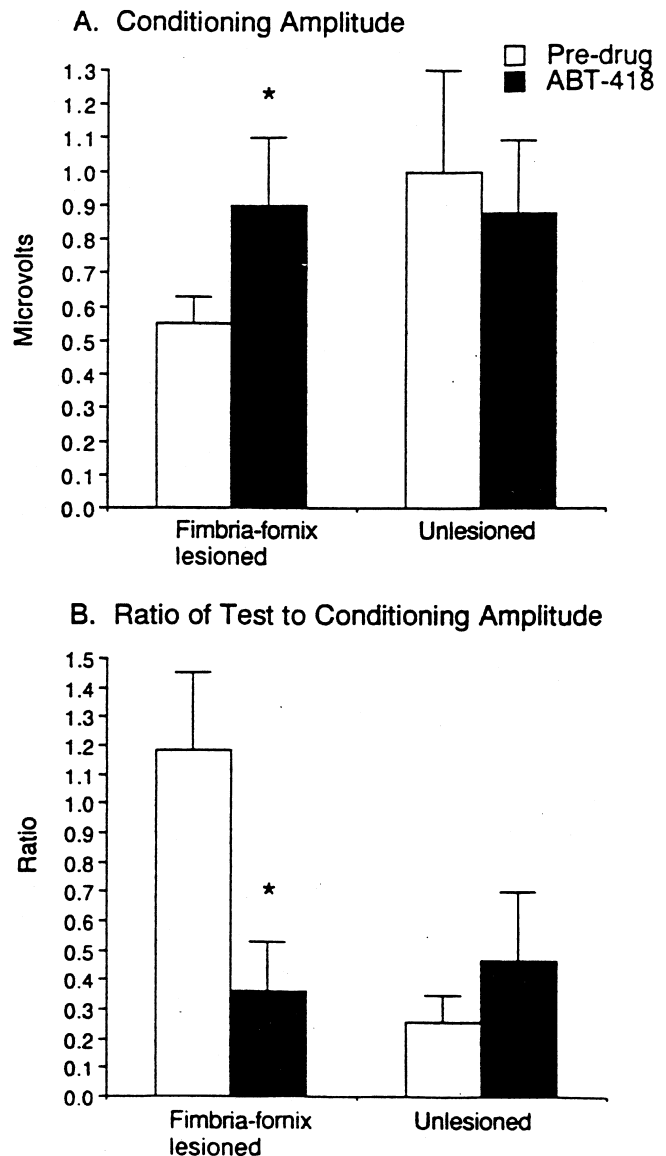 A. Conditioning Amplitude
Pre-drug
ABT-418
1.3
1.2
1.1
1.0
0.9
0.8
0.7
0.6
0.5
0.4
0.3
0.2
0.1
0.0
Microvolts
*
Fimbria-fornix
lesioned
Unlesioned
B. Ratio of Test to Conditioning Amplitude
1.5
1.4
1.3
1.2
1.1
1.0
0.9
0.8
0.7
0.6
0.5
0.4
0.3
0.2
0.1
0.0
Ratio
*
Fimbria-fornix
lesioned
Unlesioned